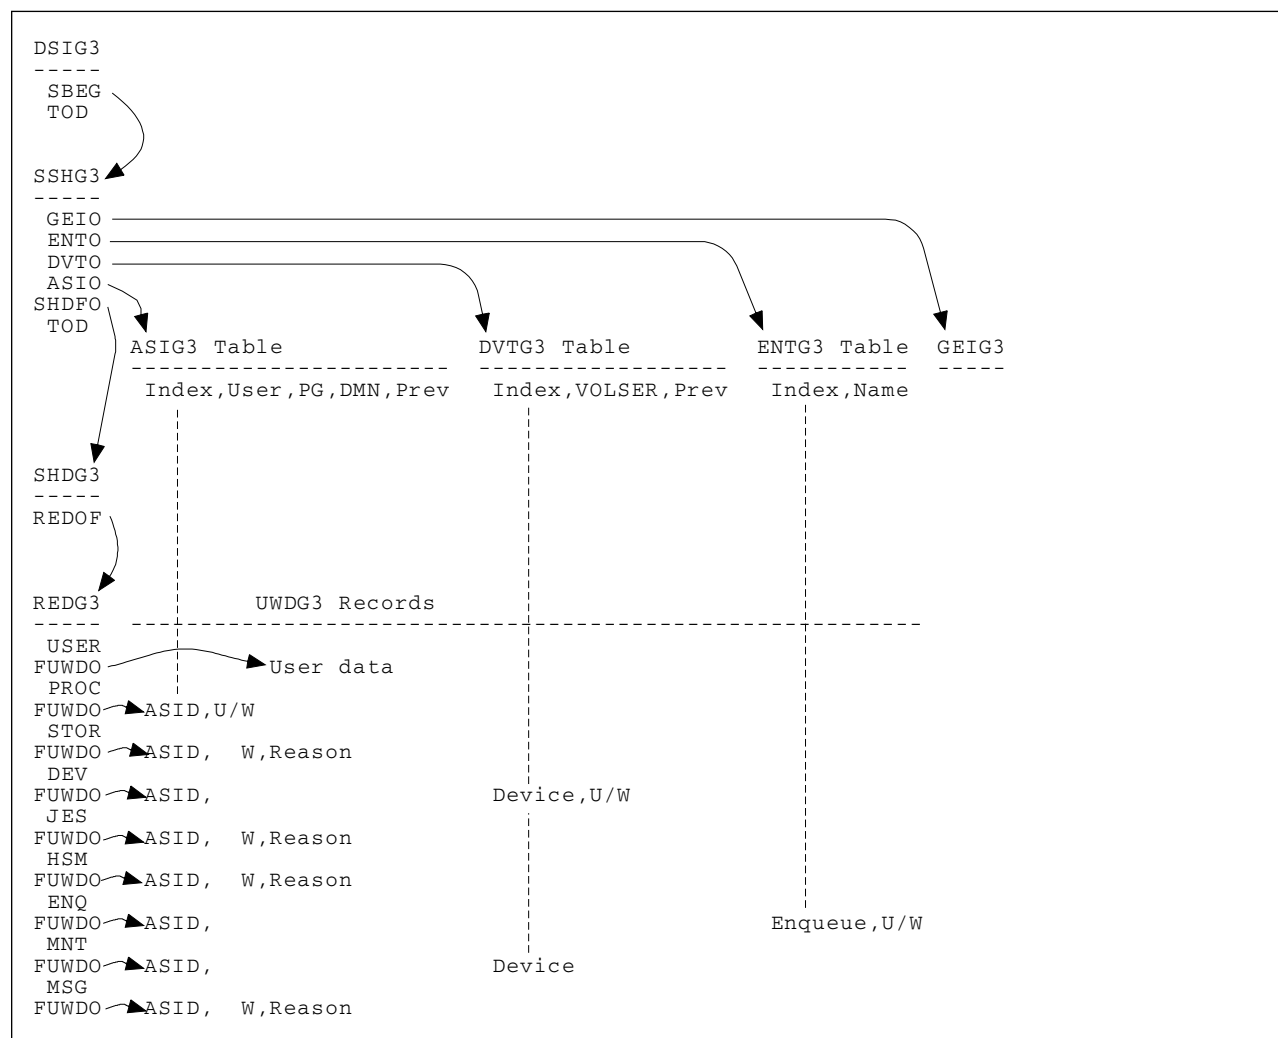 DSIG3
-----
SBEG
TOD
SSHG3
-----
GEIO
ENTO
DVTO
ASIO
SHDFO
TOD
ASIG3 Table DVTG3 Table ENTG3 Table GEIG3
----------------------- ------------------ ----------- -----
Index,User,PG,DMN,Prev Index,VOLSER,Prev Index,Name
SHDG3
-----
REDOF
REDG3 UWDG3 Records
----- ----------------------------------------------------------
USER
FUWDO User data
PROC
FUWDO ASID,U/W
STOR
FUWDO ASID, W,Reason
DEV
FUWDO ASID, Device,U/W
JES
FUWDO ASID, W,Reason
HSM
FUWDO ASID, W,Reason
ENQ
FUWDO ASID, Enqueue,U/W
MNT
FUWDO ASID, Device
MSG
FUWDO ASID, W,Reason